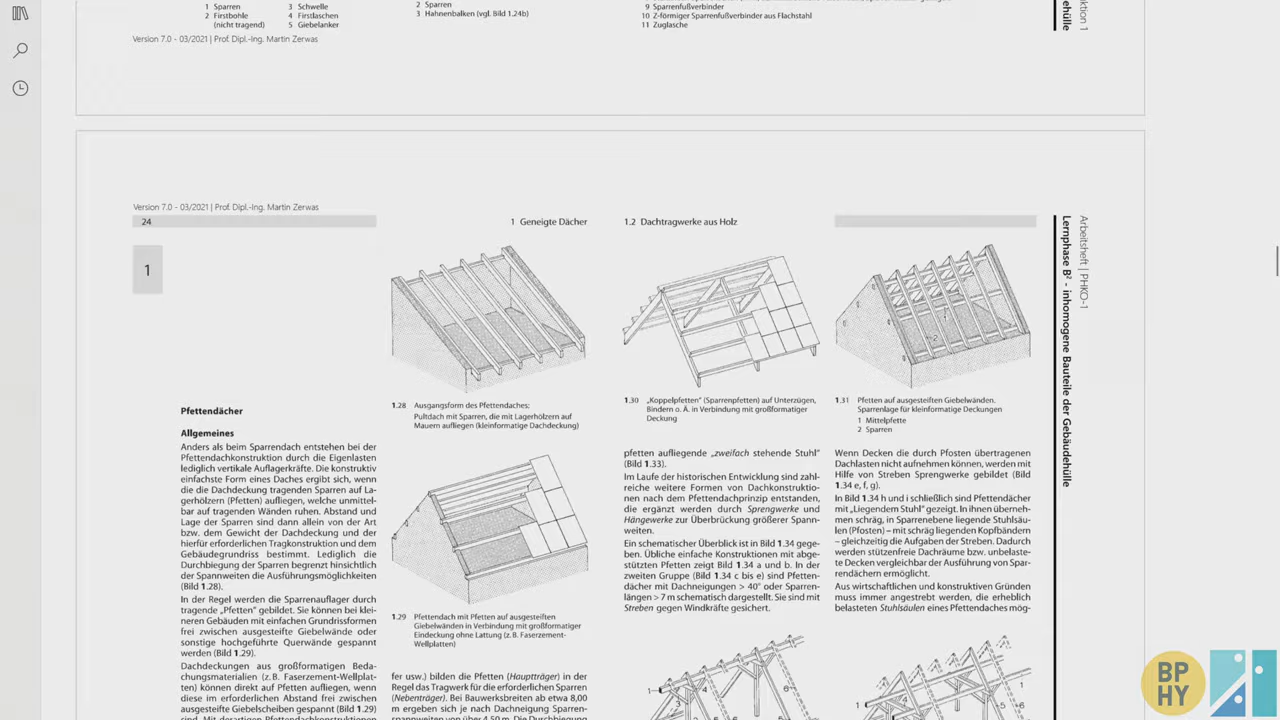 1 Sparren
2 Firstbohle
(nicht tragend)
3 Schwelle
4 Firstlaschen
5 Giebelanker
2 Sparren
3 Hahnenbalken (vgl. Bild 1.24b)
9 Sparrenfußverbinder
10 Z-förmiger Sparrenfußverbinder aus Flachstahl
11 Zuglasche
Version 7.0 - 03/2021 | Prof. Dipl.-Ing. Martin Zerwas
Version 7.0 - 03/2021 | Prof. Dipl.-Ing. Martin Zerwas
24
1 Geneigte Dächer
1.2 Dachtragwerke aus Holz
1
Pfettendächer
Allgemeines
Anders als beim Sparrendach entstehen bei der
Pfettendachkonstruktion durch die Eigenlasten
lediglich vertikale Auflagerkräfte. Die konstruktiv
einfachste Form eines Daches ergibt sich, wenn
die die Dachdeckung tragenden Sparren auf La-
gerhölzern (Pfetten) aufliegen, welche unmittel-
bar auf tragenden Wänden ruhen. Abstand und
Lage der Sparren sind dann allein von der Art
bzw. dem Gewicht der Dachdeckung und der
hierfür erforderlichen Tragkonstruktion und dem
Gebäudegrundriss bestimmt. Lediglich die
Durchbiegung der Sparren begrenzt hinsichtlich
der Spannweiten die Ausführungsmöglichkeiten
(Bild 1.28).
In der Regel werden die Sparrenauflager durch
tragende „Pfetten“ gebildet. Sie können bei klei-
neren Gebäuden mit einfachen Grundrissformen
frei zwischen ausgesteifte Giebelwände oder
sonstige hochgeführte Querwände gespannt
werden (Bild 1.29).
Dachdeckungen aus großformatigen Beda-
chungsmaterialien (z. B. Faserzement-Wellplat-
ten) können direkt auf Pfetten aufliegen, wenn
diese im erforderlichen Abstand frei zwischen
ausgesteifte Giebelscheiben gespannt (Bild 1.29)
sind. Mit derartigen Pfettendachkonstruktionen
1.28 Ausgangsform des Pfettendaches:
Pultdach mit Sparren, die mit Lagerhölzern auf
Mauern aufliegen (kleinformatige Dachdeckung)
1.29 Pfettendach mit Pfetten auf ausgesteiften
Giebelwänden in Verbindung mit großformatiger
Eindeckung ohne Lattung (z. B. Faserzement-
Wellplatten)
fer usw.) bilden die Pfetten (Hauptträger) in der
Regel das Tragwerk für die erforderlichen Sparren
(Nebenträger). Bei Bauwerksbreiten ab etwa 8,00
m ergeben sich je nach Dachneigung Sparren-
spannweiten von über 4,50 m. Die Durchbiegung
1.30 „Koppelpfetten“ (Sparrenpfetten) auf Unterzügen,
Bindern o. Ä. in Verbindung mit großformatiger
Deckung
pfetten aufliegende „zweifach stehende Stuhl“
(Bild 1.33).
Im Laufe der historischen Entwicklung sind zahl-
reiche weitere Formen von Dachkonstruktio-
nen nach dem Pfettendachprinzip entstanden,
die ergänzt werden durch Sprengwerke und
Hängewerke zur Überbrückung größerer Spann-
weiten.
Ein schematischer Überblick ist in Bild 1.34 gege-
ben. Übliche einfache Konstruktionen mit abge-
stützten Pfetten zeigt Bild 1.34 a und b. In der
zweiten Gruppe (Bild 1.34 c bis e) sind Pfetten-
dächer mit Dachneigungen > 40° oder Sparren-
längen > 7 m schematisch dargestellt. Sie sind mit
Streben gegen Windkräfte gesichert.
4
6
1
2
1.31 Pfetten auf ausgesteiften Giebelwänden.
Sparrenlage für kleinformatige Deckungen
1 Mittelpfette
2 Sparren
Wenn Decken die durch Pfosten übertragenen
Dachlasten nicht aufnehmen können, werden mit
Hilfe von Streben Sprengwerke gebildet (Bild
1.34 e, f, g).
In Bild 1.34 h und i schließlich sind Pfettendächer
mit „Liegendem Stuhl“ gezeigt. In ihnen überneh-
men schräg, in Sparrenebene liegende Stuhlsäu-
len (Pfosten) – mit schräg liegenden Kopfbändern
– gleichzeitig die Aufgaben der Streben. Dadurch
werden stützenfreie Dachräume bzw. unbelaste-
te Decken vergleichbar der Ausführung von Spar-
rendächern ermöglicht.
Aus wirtschaftlichen und konstruktiven Gründen
muss immer angestrebt werden, die erheblich
belasteten Stuhlsäulen eines Pfettendaches mög-
1
1
Arbeitsheft | PHKO-1
Lernphase B² - inhomogene Bauteile der Gebäudehülle
BP
HY